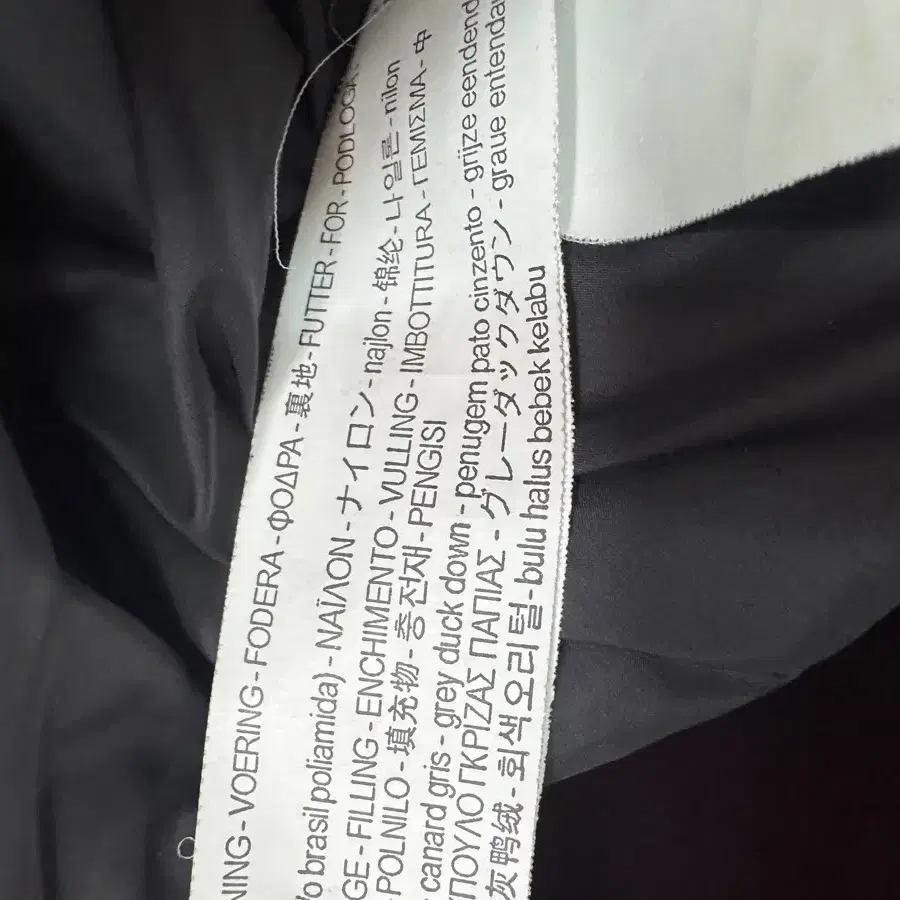 NING - VOERING - FODERA - ΦΟΔΡΑ - 裏地 - FUTTER - FOR - PODLOGA -
brasil poliamida) - ΝΑΪΛΟΝ - ナイロン - najlon - 锦纶 - 나일론 - nilon
GE - FILLING - ENCHIMENTO - VULLING - IMBOTTITURA - ΓΕΜΙΣΜΑ - 中
POLNILO - 填充物 - 충전재 - PENGISI
canard gris - grey duck down - penugem pato cinzento - grijze eendend
ΠΟΥΛΟ ΓΚΡΙΖΑΣ ΠΑΠΙΑΣ - グレーダックダウン - graue entenda
灰鸭绒 - 회색오리털 - bulu halus bebek kelabu